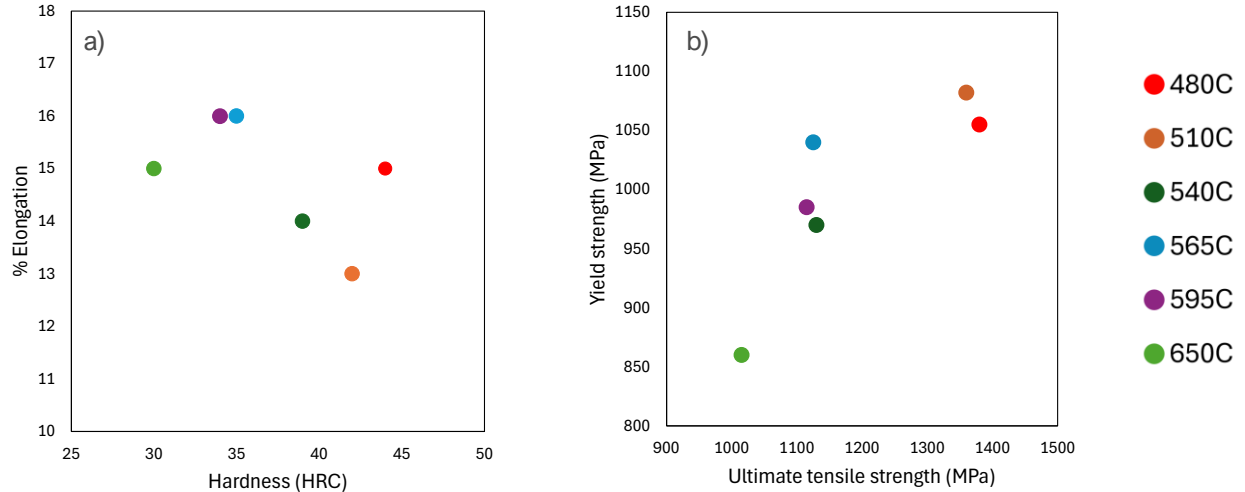 a)
18
17
16
15
14
13
12
11
10
% Elongation
25 30 35 40 45 50
Hardness (HRC)
b)
1150
1100
1050
1000
950
900
850
800
Yield strength (MPa)
900 1000 1100 1200 1300 1400 1500
Ultimate tensile strength (MPa)
480C
510C
540C
565C
595C
650C